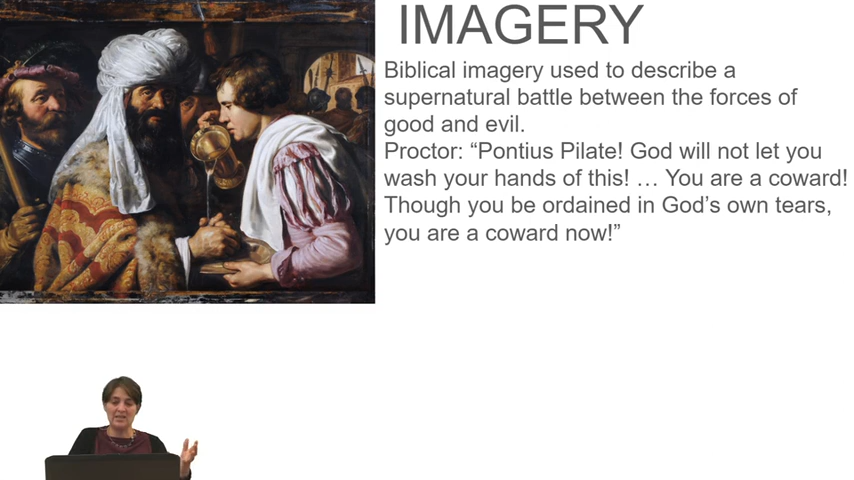 IMAGERY
Biblical imagery used to describe a
supernatural battle between the forces of
good and evil.
Proctor: “Pontius Pilate! God will not let you
wash your hands of this! … You are a coward!
Though you be ordained in God’s own tears,
you are a coward now!”